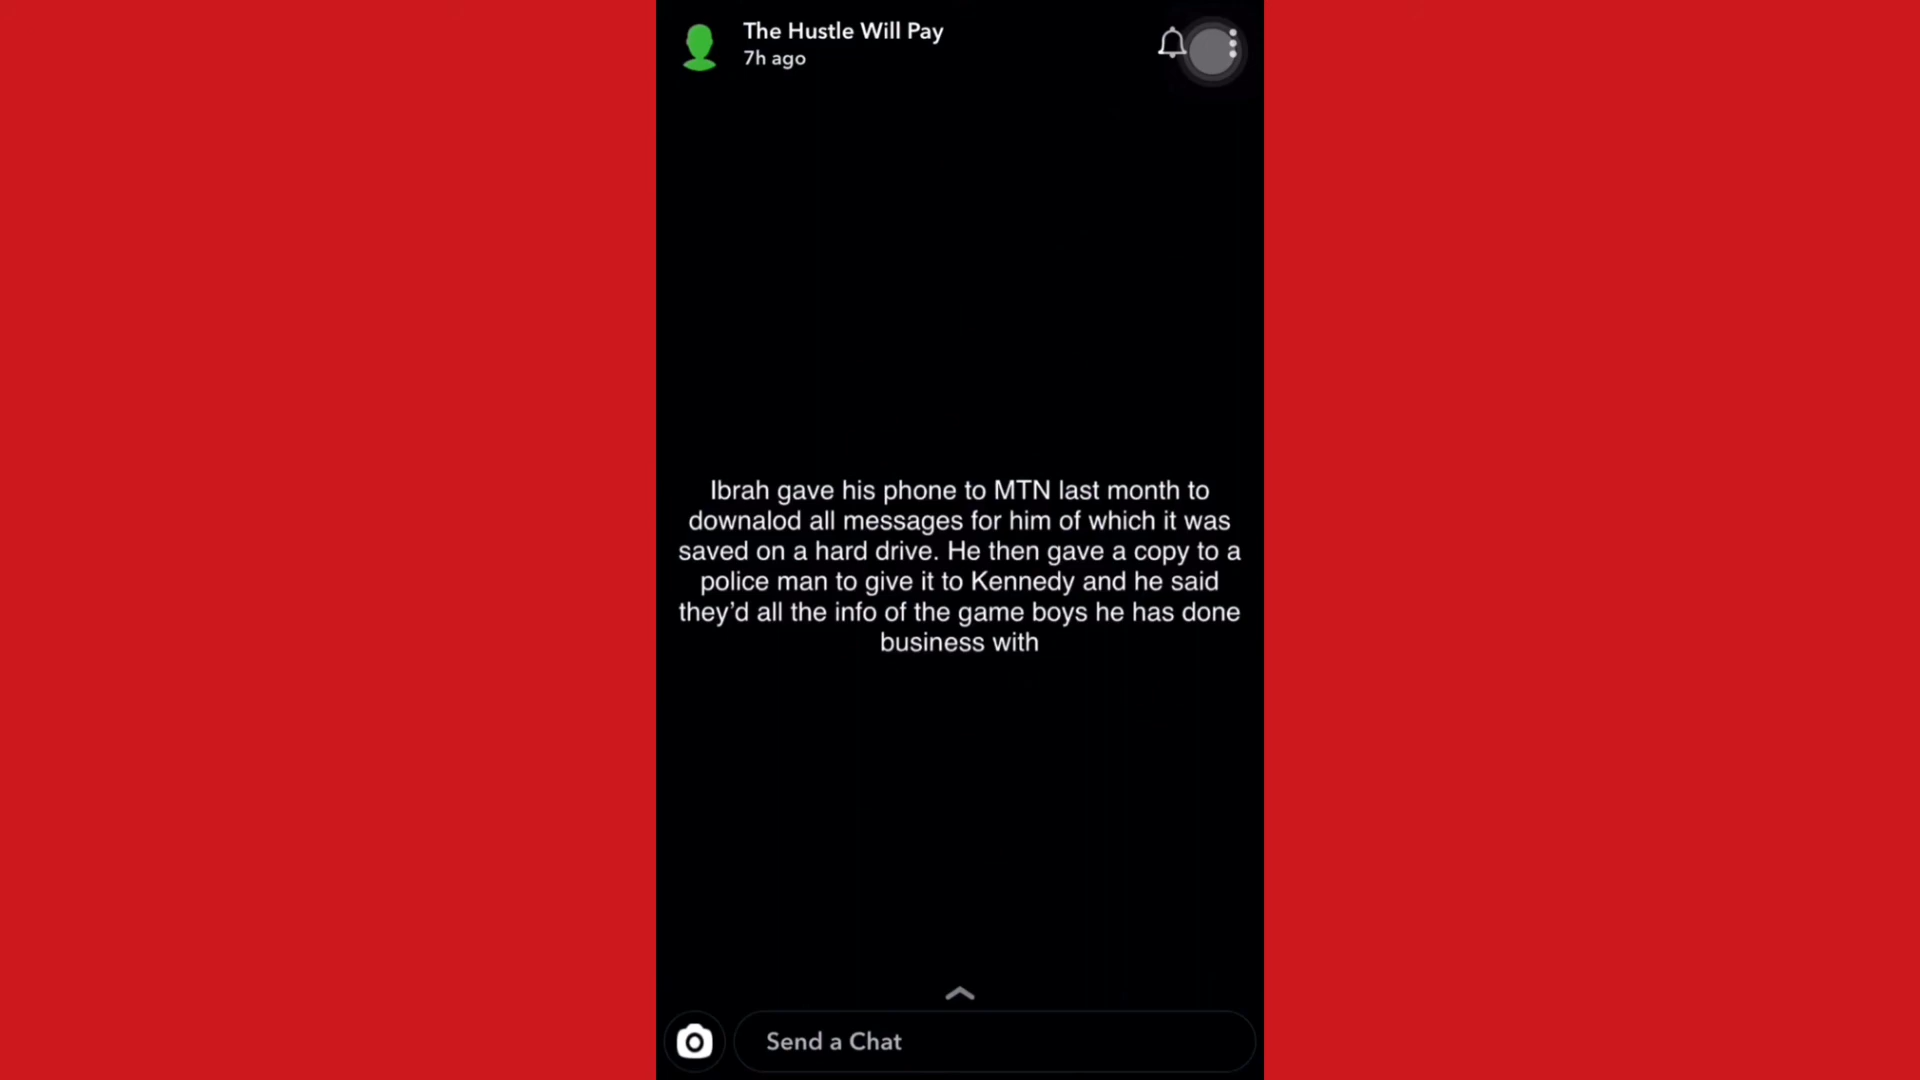 The Hustle Will Pay
7h ago
Ibrah gave his phone to MTN last month to
downalod all messages for him of which it was
saved on a hard drive. He then gave a copy to a
police man to give it to Kennedy and he said
they’d all the info of the game boys he has done
business with
Send a Chat